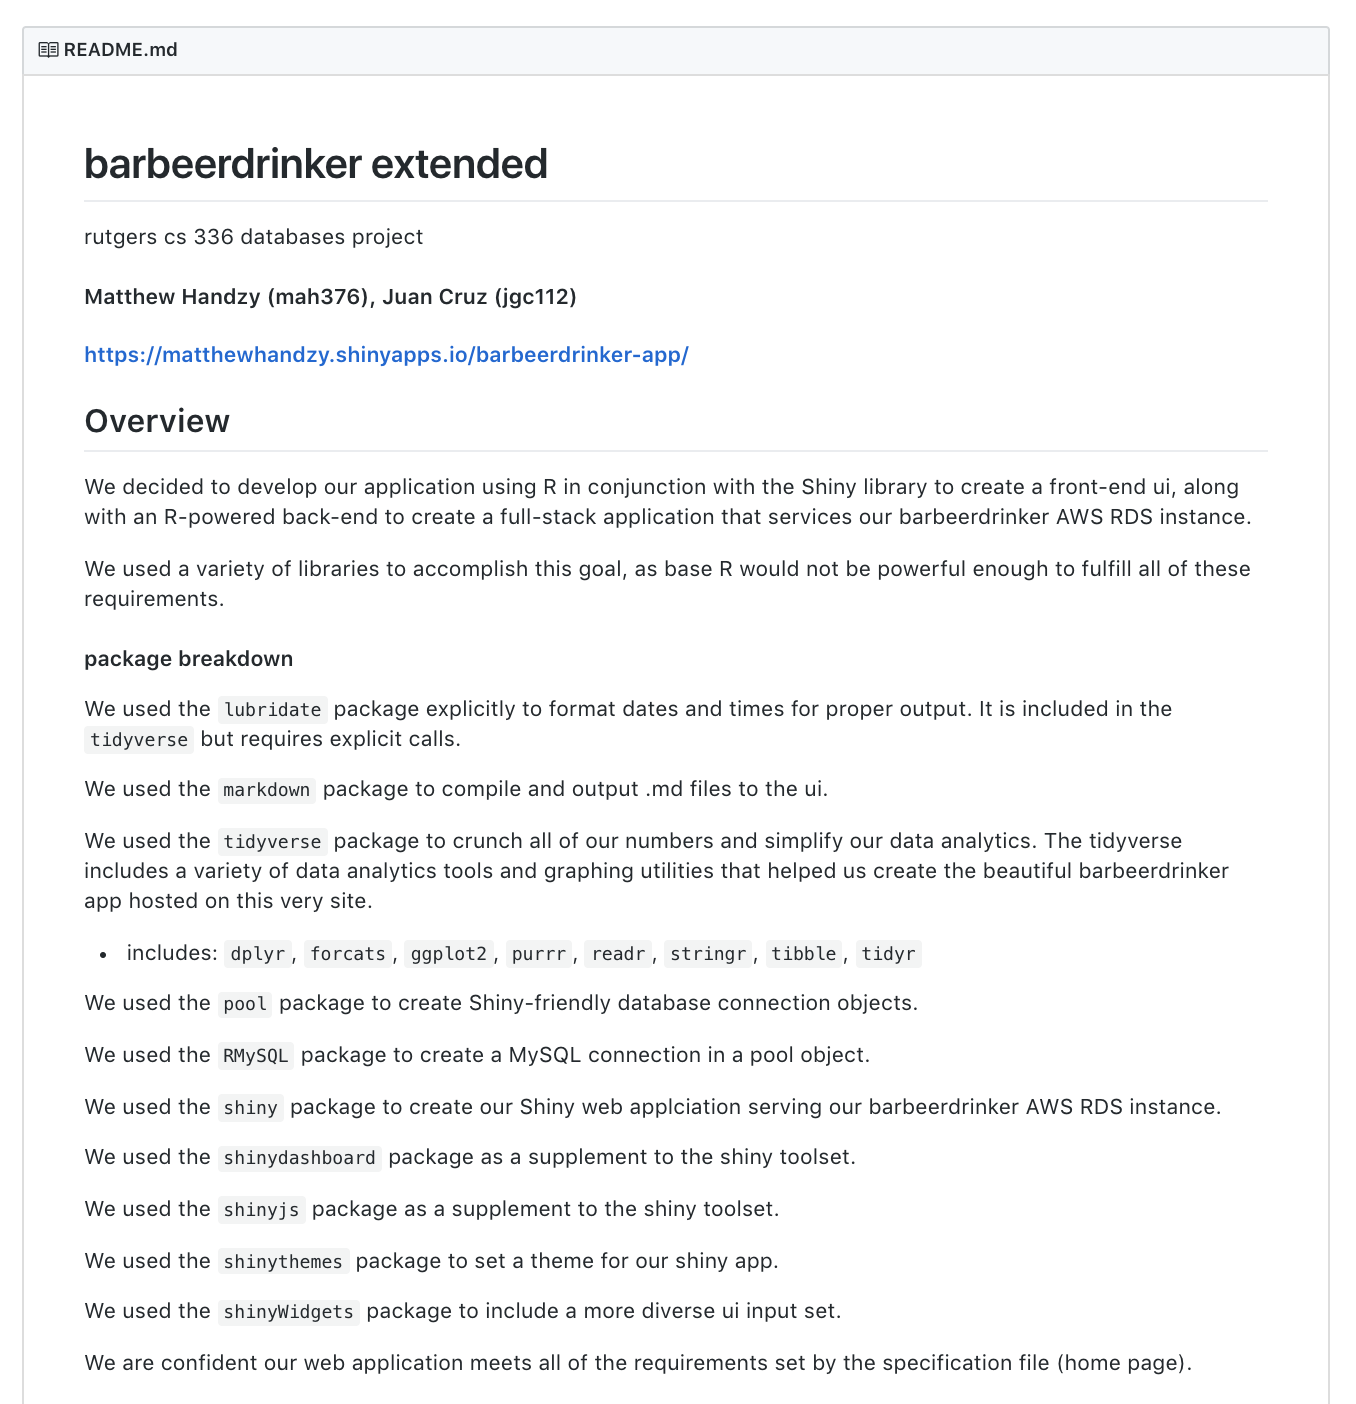 README.md
barbeerdrinker extended
rutgers cs 336 databases project
Matthew Handzy (mah376), Juan Cruz (jgc112)
https://matthewhandzy.shinyapps.io/barbeerdrinker-app/
Overview
We decided to develop our application using R in conjunction with the Shiny library to create a front-end ui, along
with an R-powered back-end to create a full-stack application that services our barbeerdrinker AWS RDS instance.
We used a variety of libraries to accomplish this goal, as base R would not be powerful enough to fulfill all of these
requirements.
package breakdown
We used the lubridate package explicitly to format dates and times for proper output. It is included in the
tidyverse but requires explicit calls.
We used the markdown package to compile and output .md files to the ui.
We used the tidyverse package to crunch all of our numbers and simplify our data analytics. The tidyverse
includes a variety of data analytics tools and graphing utilities that helped us create the beautiful barbeerdrinker
app hosted on this very site.
• includes: dplyr, forcats, ggplot2, purrr, readr, stringr, tibble, tidyr
We used the pool package to create Shiny-friendly database connection objects.
We used the RMySQL package to create a MySQL connection in a pool object.
We used the shiny package to create our Shiny web applciation serving our barbeerdrinker AWS RDS instance.
We used the shinydashboard package as a supplement to the shiny toolset.
We used the shinyjs package as a supplement to the shiny toolset.
We used the shinythemes package to set a theme for our shiny app.
We used the shinyWidgets package to include a more diverse ui input set.
We are confident our web application meets all of the requirements set by the specification file (home page).